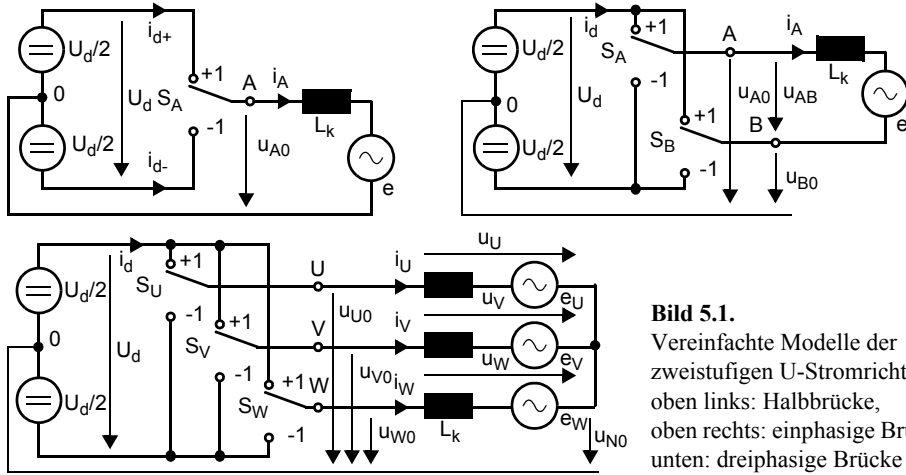 i_d+
U_d/2
+1
A
i_A
0
U_d
S_A
-1
L_k
U_d/2
u_A0
i_d-
e
i_d
S_A
+1
A
i_A
U_d/2
-1
L_k
0
U_d
u_A0
u_AB
+1
B
e
U_d/2
S_B
-1
u_B0
u_U
i_d
+1
U
i_U
S_U
U_d/2
-1
u_U0
u_V
e_U
0
+1
V
i_V
U_d
S_V
-1
u_V0
u_W
e_V
+1
W
i_W
U_d/2
S_W
-1
u_W0
L_k
e_W
u_N0
Bild 5.1.
Vereinfachte Modelle der
zweistufigen U-Stromricht
oben links: Halbbrücke,
oben rechts: einphasige Brü
unten: dreiphasige Brücke